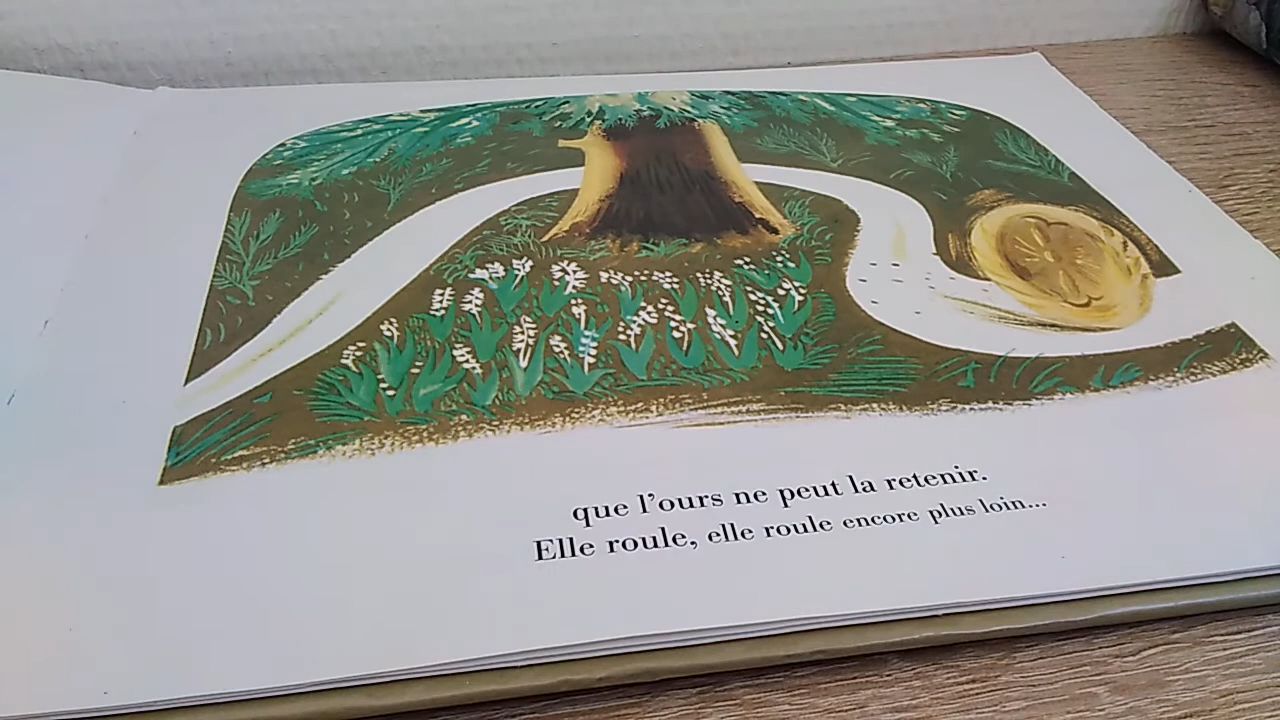 que l'ours ne peut la retenir.
Elle roule, elle roule encore plus loin...